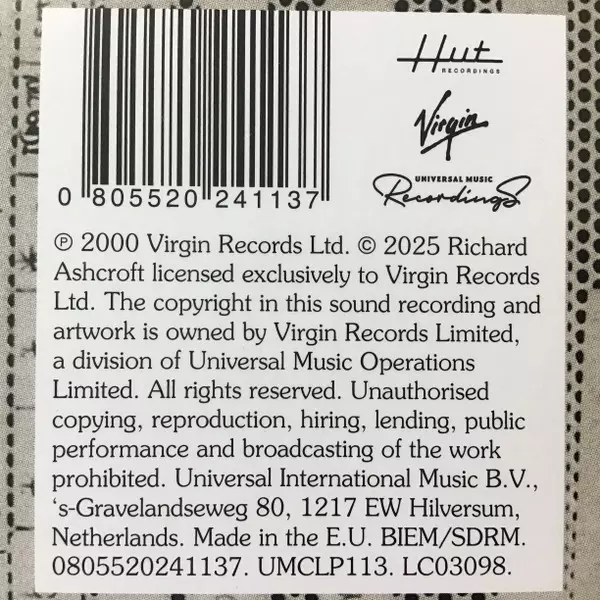 Hut
RECORDINGS
Virgin
UNIVERSAL MUSIC
Recordings
0 805520 241137
℗ 2000 Virgin Records Ltd. © 2025 Richard
Ashcroft licensed exclusively to Virgin Records
Ltd. The copyright in this sound recording and
artwork is owned by Virgin Records Limited,
a division of Universal Music Operations
Limited. All rights reserved. Unauthorised
copying, reproduction, hiring, lending, public
performance and broadcasting of the work
prohibited. Universal International Music B.V.,
‘s-Gravelandseweg 80, 1217 EW Hilversum,
Netherlands. Made in the E.U. BIEM/SDRM.
0805520241137. UMCLP113. LC03098.